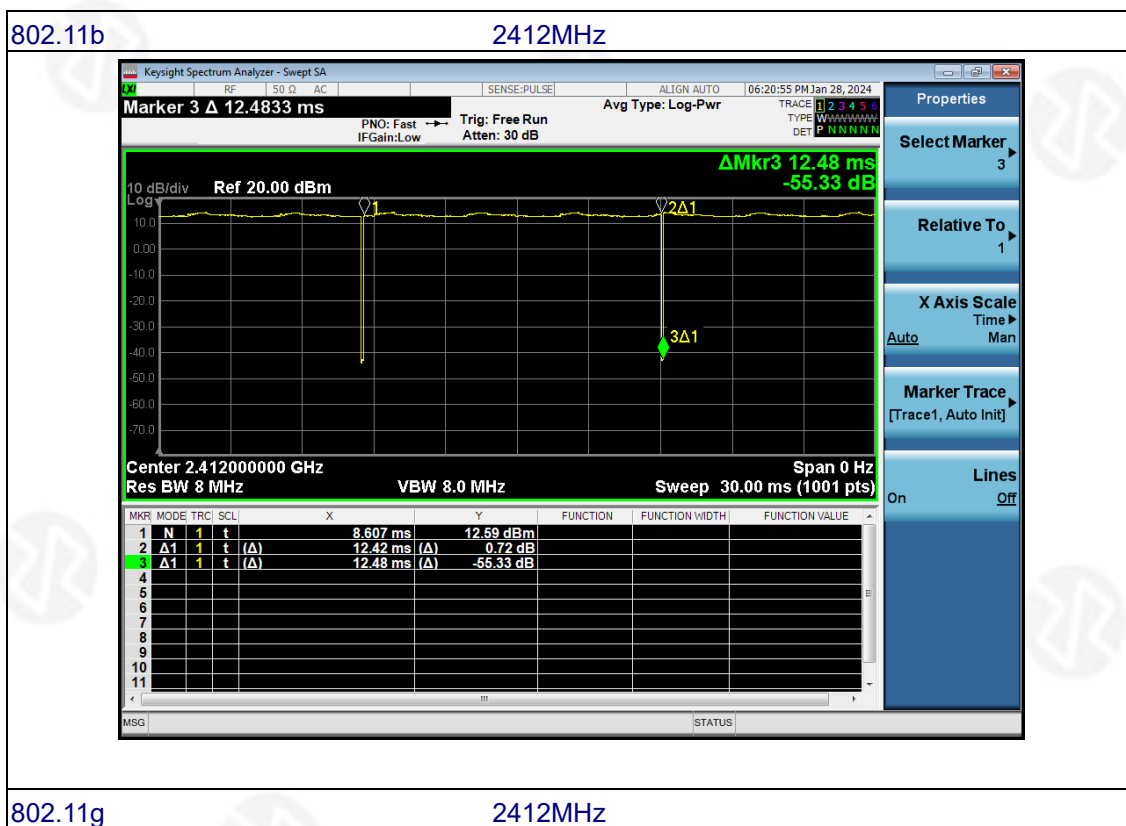 802.11b 2412MHz
Keysight Spectrum Analyzer - Swept SA
LXI RF 50 Ω AC SENSE:PULSE ALIGN AUTO 06:20:55 PM Jan 28, 2024
Marker 3 Δ 12.4833 ms
PNO: Fast
IFGain:Low
Trig: Free Run
Atten: 30 dB
Avg Type: Log-Pwr
TRACE 1 2 3 4 5 6
TYPE WWWWWW
DET P N N N N N
ΔMkr3 12.48 ms
-55.33 dB
10 dB/div Ref 20.00 dBm
Log
10.0
0.00
-10.0
-20.0
-30.0
-40.0
-50.0
-60.0
-70.0
1
2Δ1
3Δ1
Center 2.412000000 GHz Span 0 Hz
Res BW 8 MHz VBW 8.0 MHz Sweep 30.00 ms (1001 pts)
MKR MODE TRC SCL X Y FUNCTION FUNCTION WIDTH FUNCTION VALUE
1 N 1 t 8.607 ms 12.59 dBm
2 Δ1 1 t (Δ) 12.42 ms (Δ) 0.72 dB
3 Δ1 1 t (Δ) 12.48 ms (Δ) -55.33 dB
4
5
6
7
8
9
10
11
MSG STATUS
Properties
Select Marker
3
Relative To
1
X Axis Scale
Time
Auto Man
Marker Trace
[Trace1, Auto Init]
Lines
On Off
802.11g 2412MHz